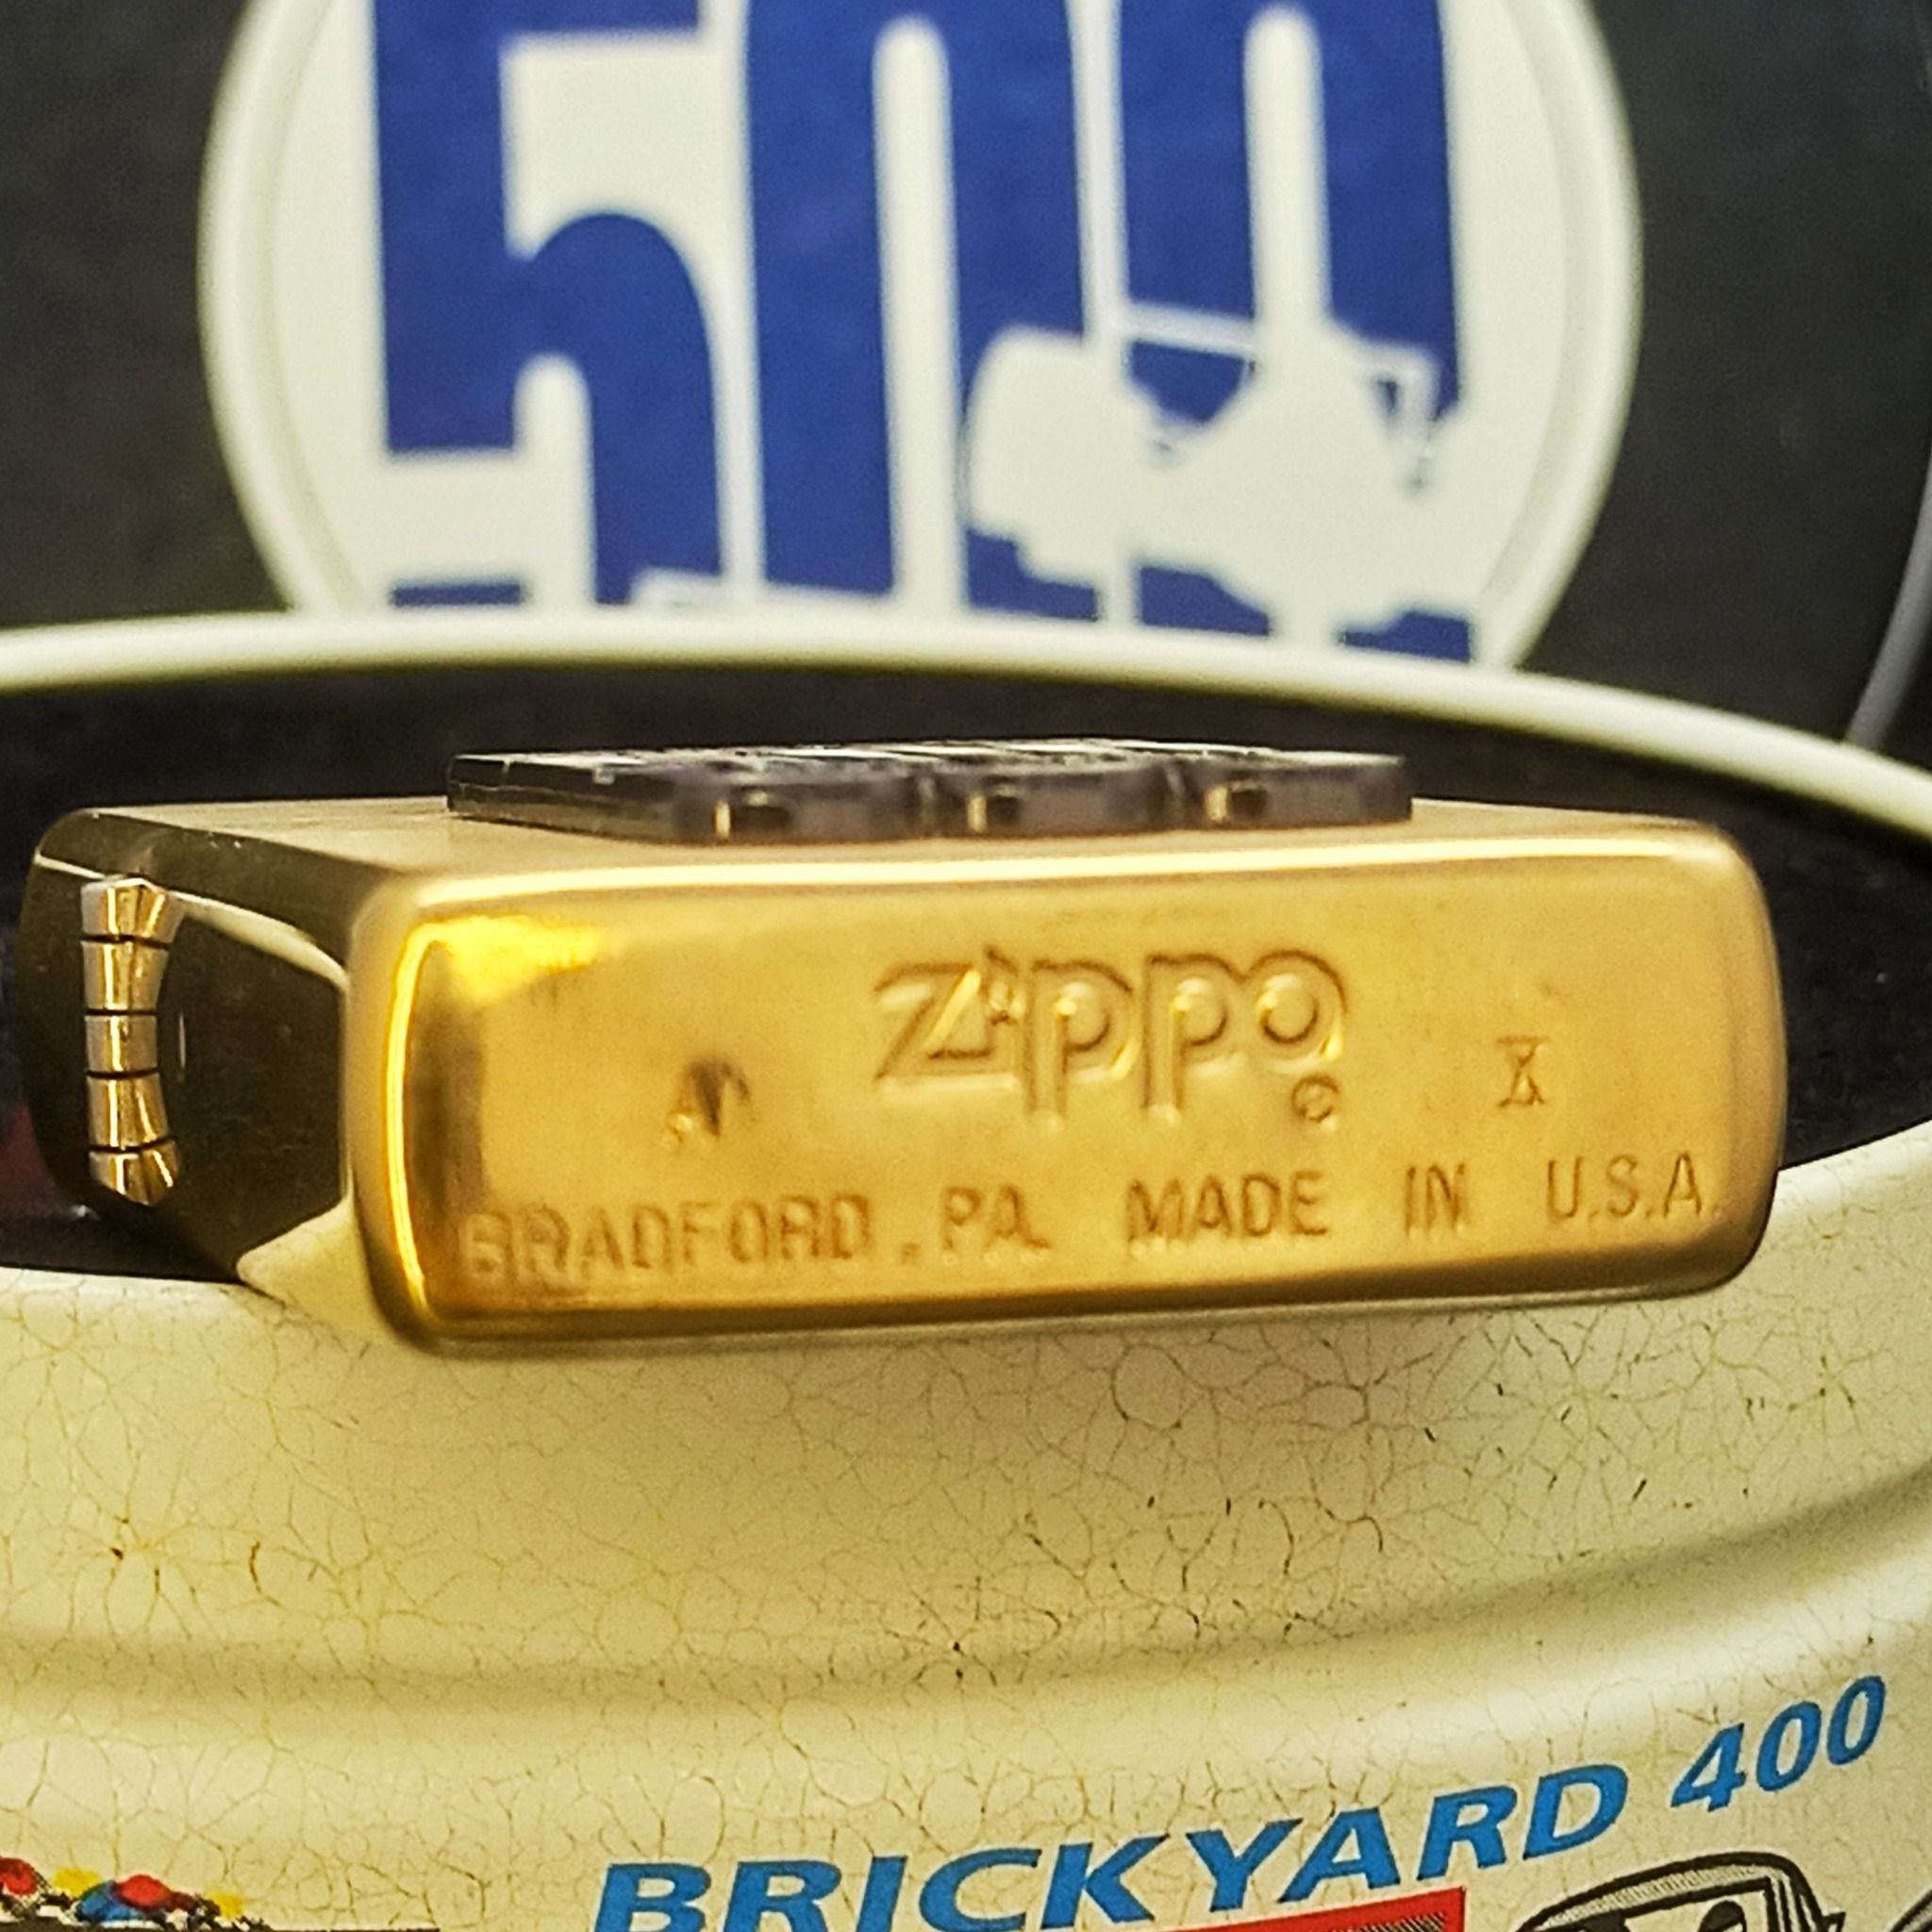 500
Zippo
X
BRADFORD, PA. MADE IN U.S.A.
BRICKYARD 400